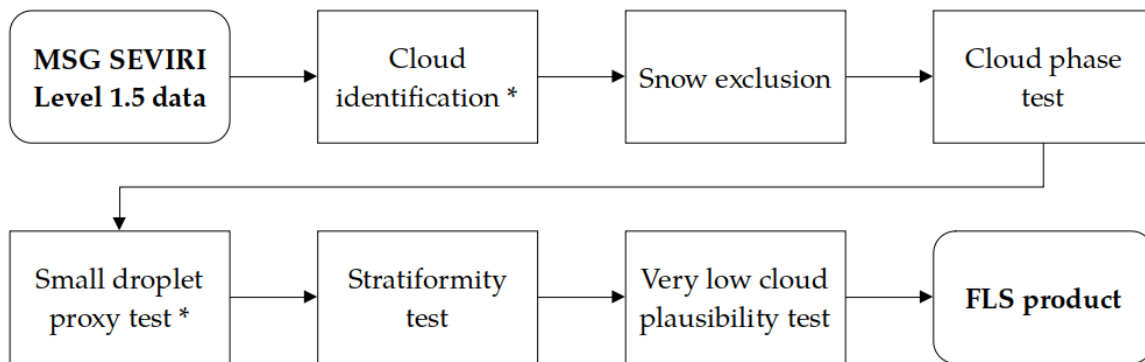 MSG SEVIRI
Level 1.5 data
Cloud
identification *
Snow exclusion
Cloud phase
test
Small droplet
proxy test *
Stratiformity
test
Very low cloud
plausibility test
FLS product